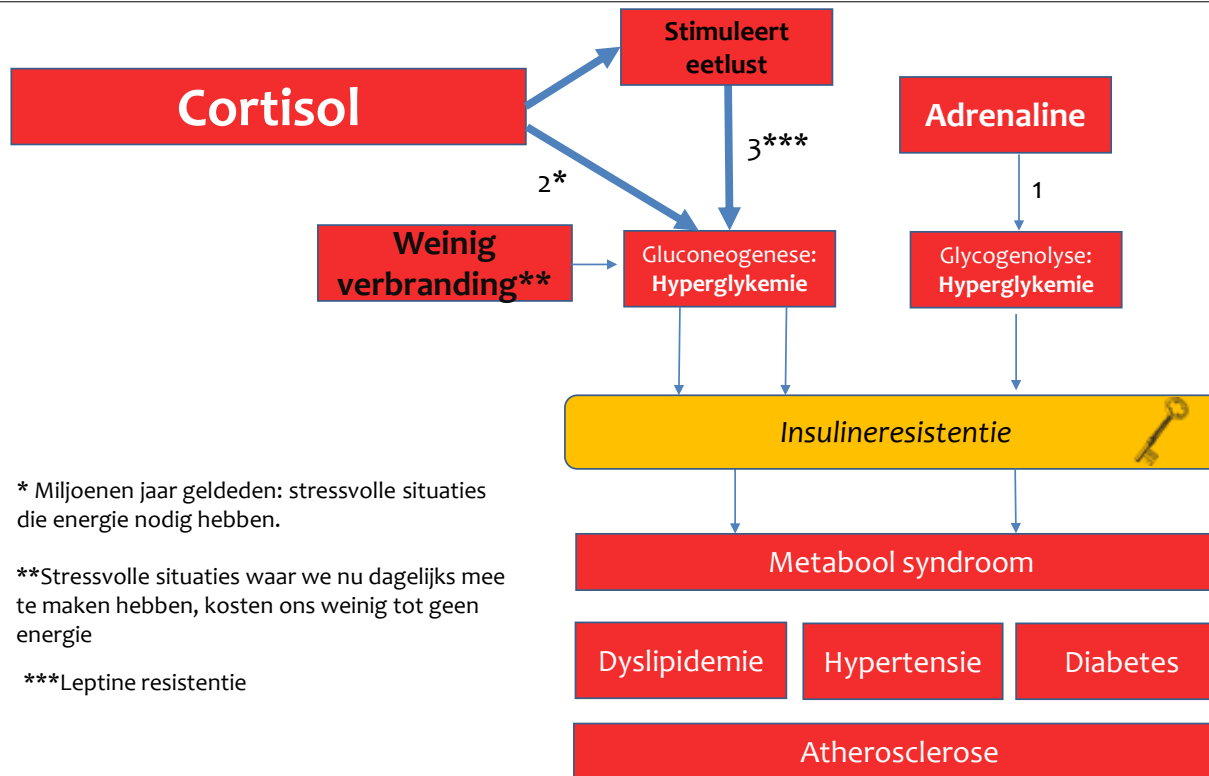 Stimuleert
eetlust
Cortisol
Adrenaline
3***
2*
1
Weinig
verbranding**
Gluconeogenese:
Hyperglykemie
Glycogenolyse:
Hyperglykemie
Insulineresistentie
* Miljoenen jaar geldeden: stressvolle situaties
die energie nodig hebben.
**Stressvolle situaties waar we nu dagelijks mee
te maken hebben, kosten ons weinig tot geen
energie
***Leptine resistentie
Metabool syndroom
Dyslipidemie
Hypertensie
Diabetes
Atherosclerose